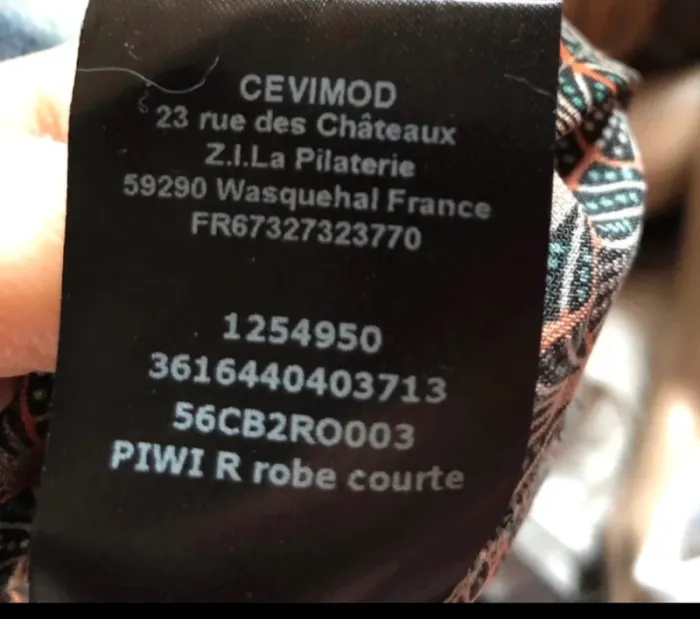 CEVIMOD
23 rue des Châteaux
Z.I.La Pilaterie
59290 Wasquehal France
FR67327323770
1254950
3616440403713
56CB2RO003
PIWI R robe courte